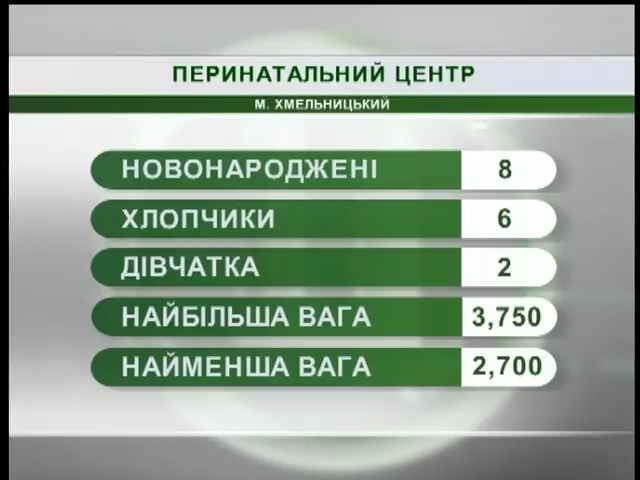 ПЕРИНАТАЛЬНИЙ ЦЕНТР
М. ХМЕЛЬНИЦЬКИЙ
НОВОНАРОДЖЕНІ 8
ХЛОПЧИКИ 6
ДІВЧАТКА 2
НАЙБІЛЬША ВАГА 3,750
НАЙМЕНША ВАГА 2,700